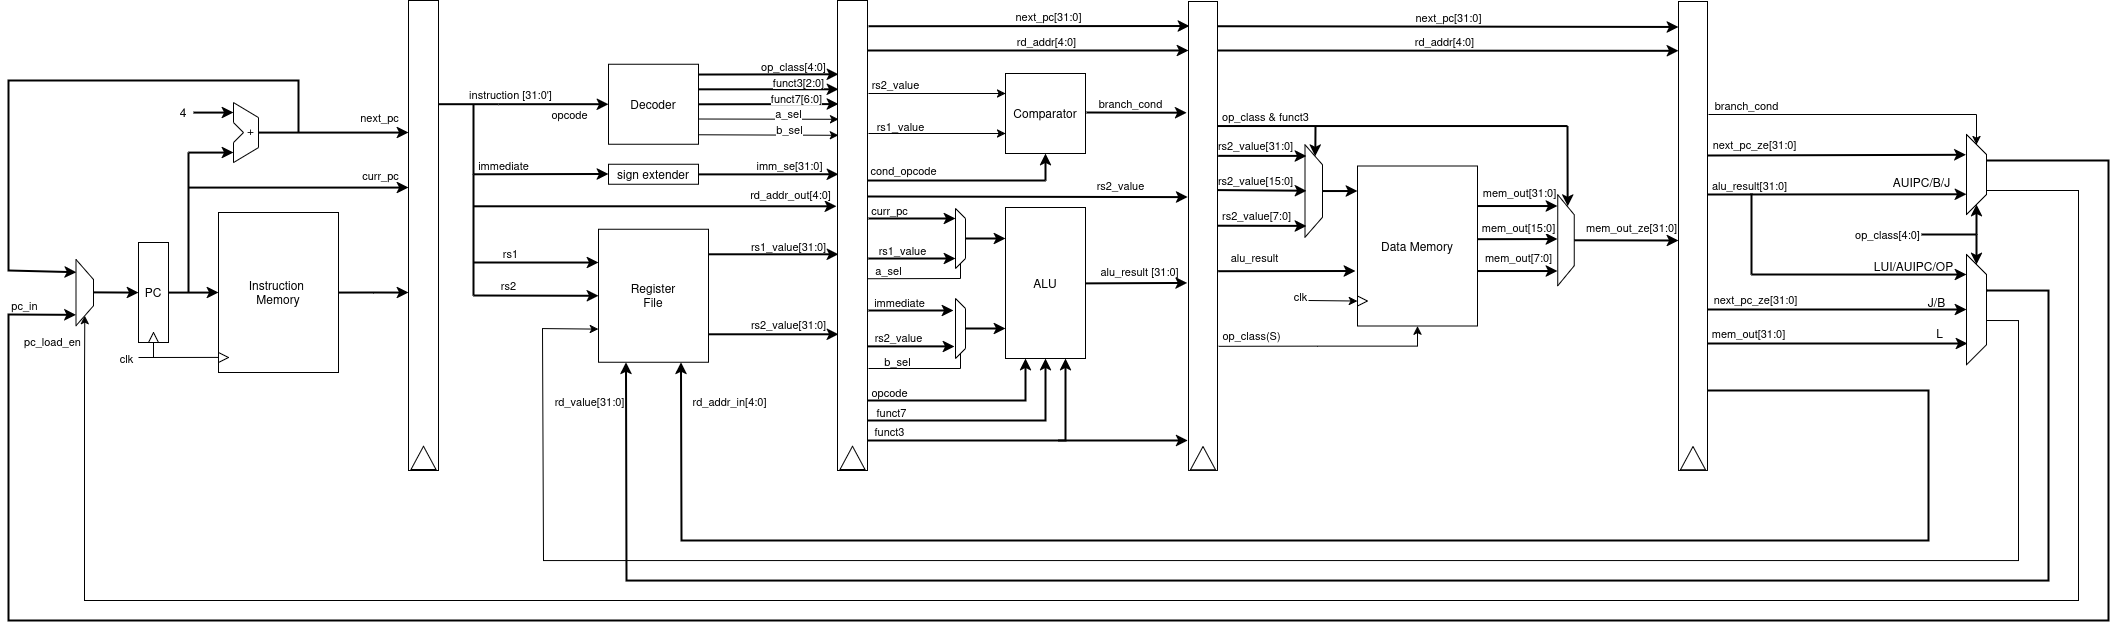 4
+
next_pc
curr_pc
pc_in
pc_load_en
PC
clk
Instruction
Memory
instruction [31:0']
opcode
Decoder
op_class[4:0]
funct3[2:0]
funct7[6:0]
a_sel
b_sel
immediate
sign extender
imm_se[31:0]
rd_addr_out[4:0]
rs1
rs2
Register
File
rs1_value[31:0]
rs2_value[31:0]
rd_value[31:0]
rd_addr_in[4:0]
next_pc[31:0]
rd_addr[4:0]
rs2_value
rs1_value
Comparator
branch_cond
cond_opcode
rs2_value
curr_pc
rs1_value
a_sel
ALU
alu_result [31:0]
immediate
rs2_value
b_sel
opcode
funct7
funct3
next_pc[31:0]
rd_addr[4:0]
op_class & funct3
rs2_value[31:0]
rs2_value[15:0]
rs2_value[7:0]
alu_result
clk
op_class(S)
Data Memory
mem_out[31:0]
mem_out[15:0]
mem_out[7:0]
mem_out_ze[31:0]
branch_cond
next_pc_ze[31:0]
alu_result[31:0]
AUIPC/B/J
op_class[4:0]
LUI/AUIPC/OP
next_pc_ze[31:0]
J/B
mem_out[31:0]
L